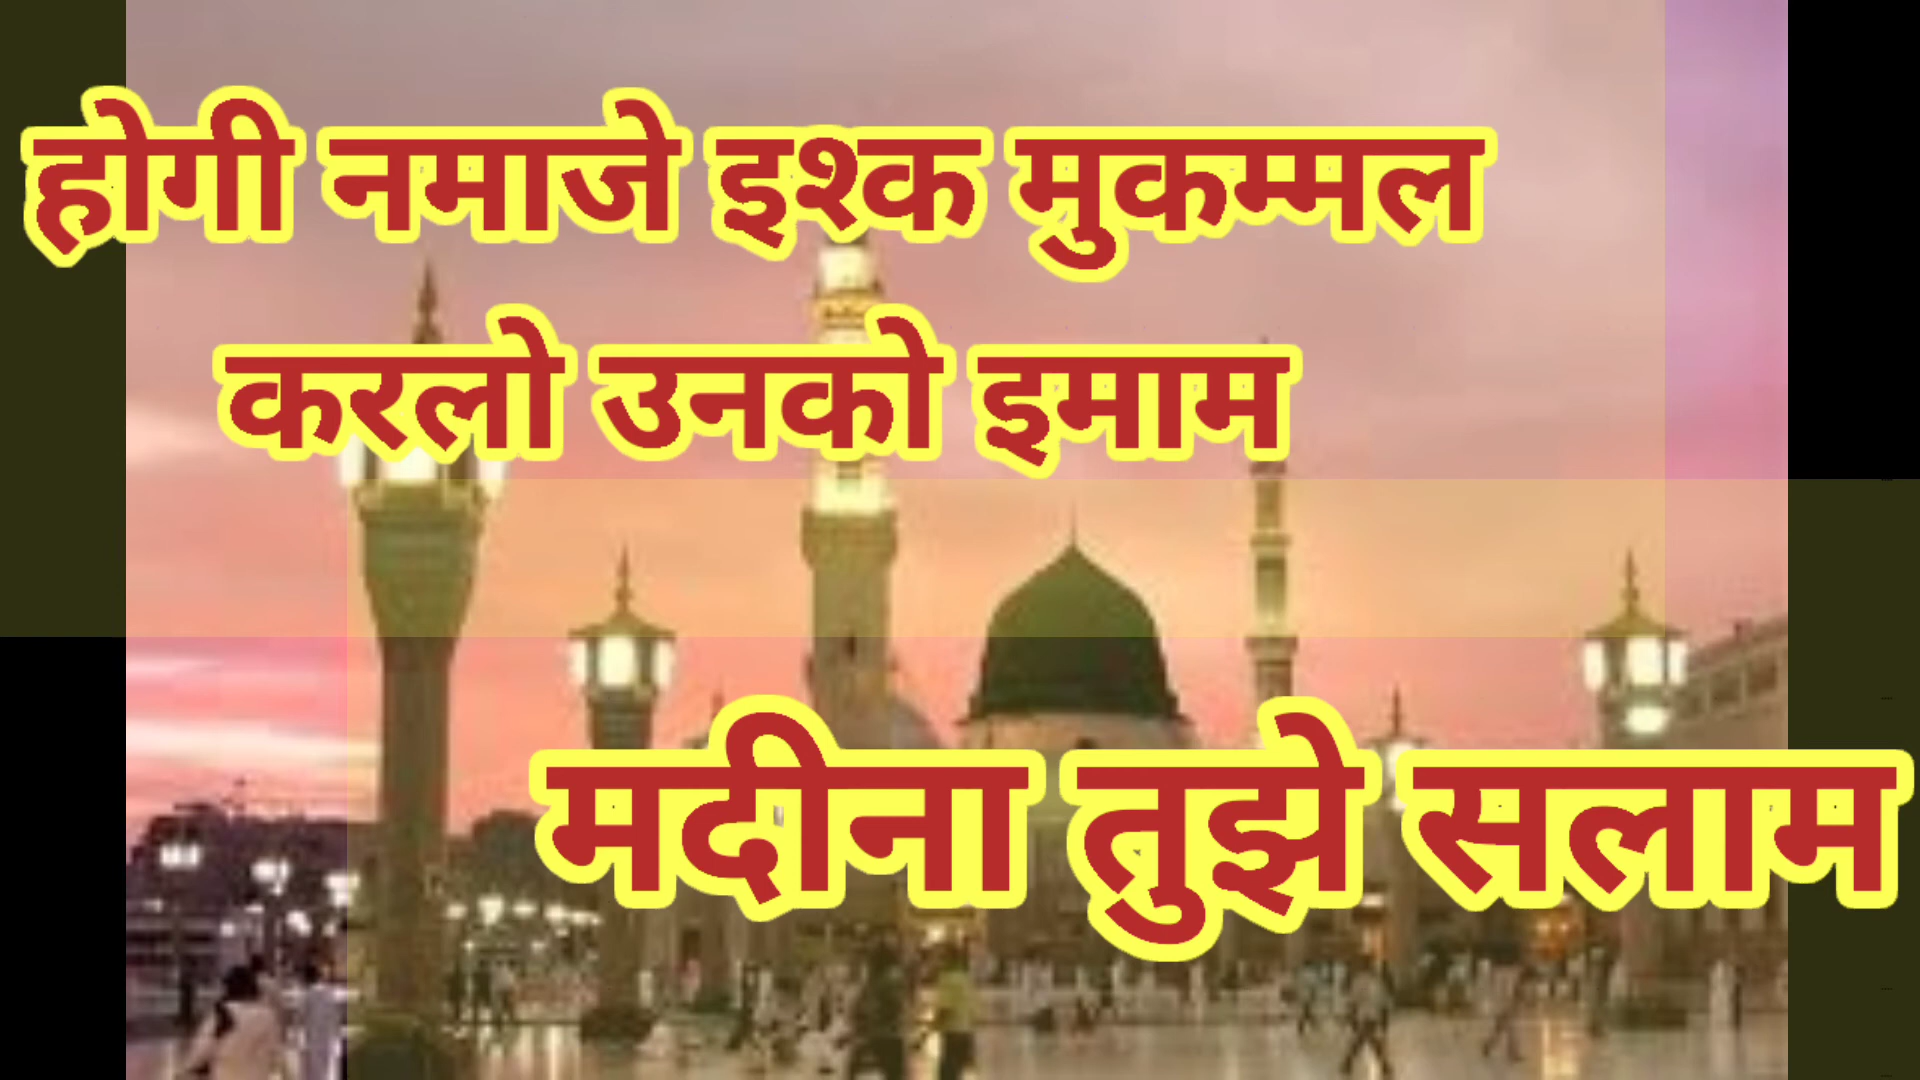 होगी नमाजे इश्क मुकम्मल
करलो उनको इमाम
मदीना तुझे सलाम